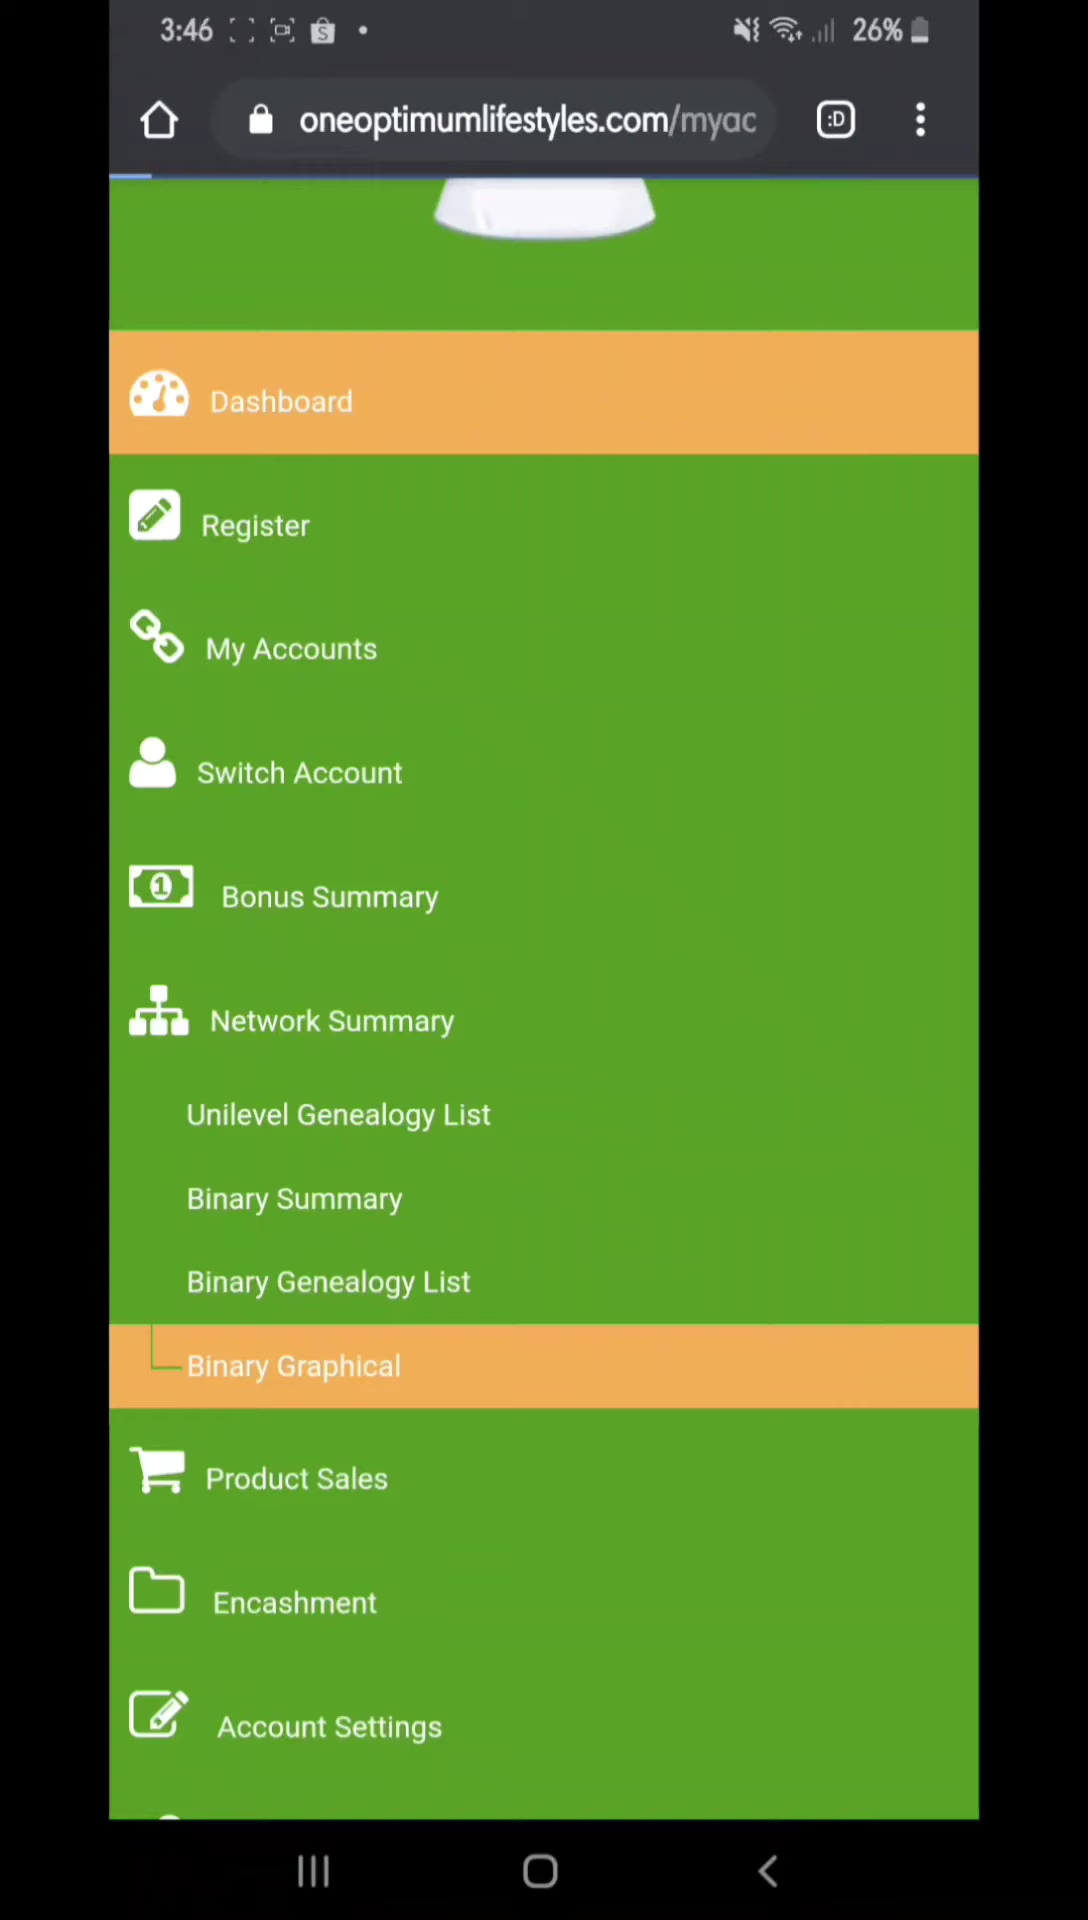 3:46 26%
oneoptimumlifestyles.com/myac :D
Dashboard
Register
My Accounts
Switch Account
Bonus Summary
Network Summary
Unilevel Genealogy List
Binary Summary
Binary Genealogy List
Binary Graphical
Product Sales
Encashment
Account Settings